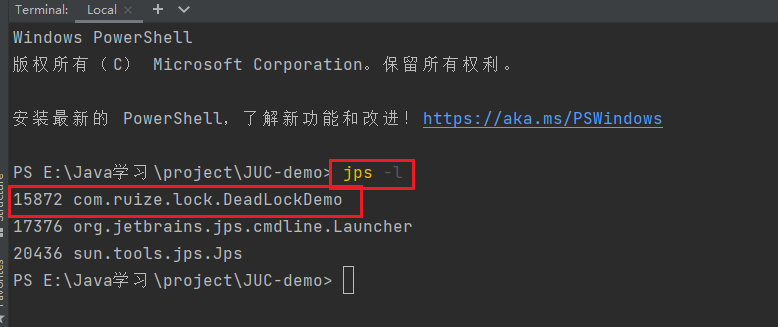 Terminal: Local × +
Windows PowerShell
版权所有（C） Microsoft Corporation。保留所有权利。
安装最新的 PowerShell，了解新功能和改进！https://aka.ms/PSWindows
PS E:\Java学习\project\JUC-demo> jps -l
15872 com.ruize.lock.DeadLockDemo
17376 org.jetbrains.jps.cmdline.Launcher
20436 sun.tools.jps.Jps
PS E:\Java学习\project\JUC-demo>